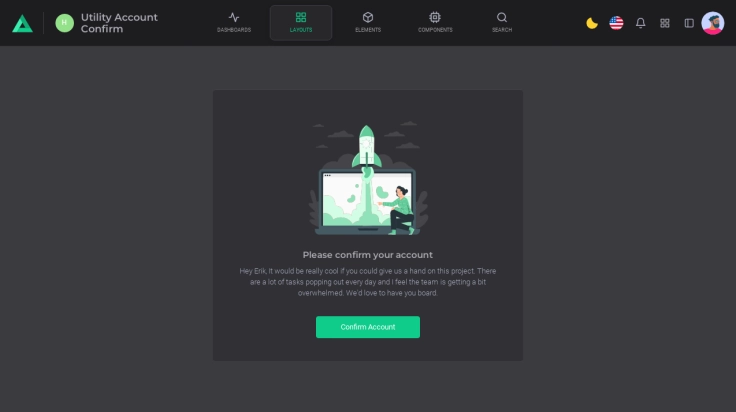 H
Utility Account
Confirm
DASHBOARDS
LAYOUTS
ELEMENTS
COMPONENTS
SEARCH
Please confirm your account
Hey Erik, It would be really cool if you could give us a hand on this project. There
are a lot of tasks popping out every day and I feel the team is getting a bit
overwhelmed. We'd love to have you board.
Confirm Account